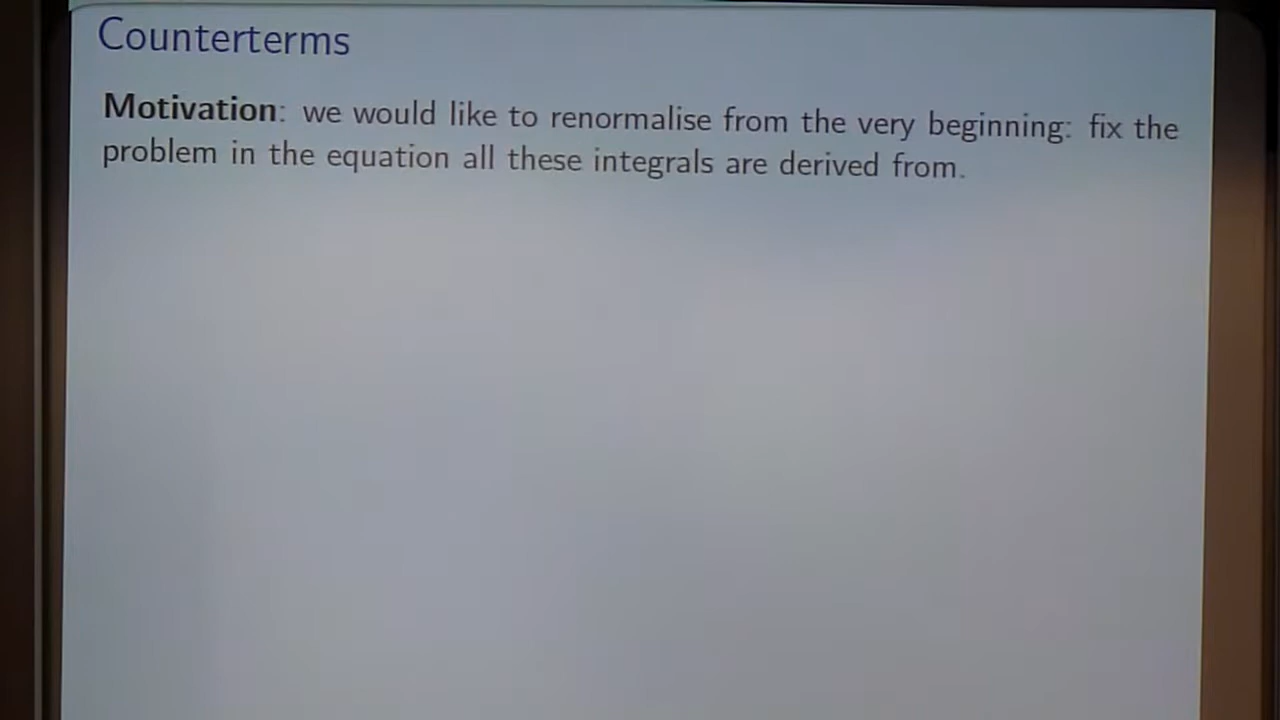 Counterterms
Motivation: we would like to renormalise from the very beginning: fix the
problem in the equation all these integrals are derived from.